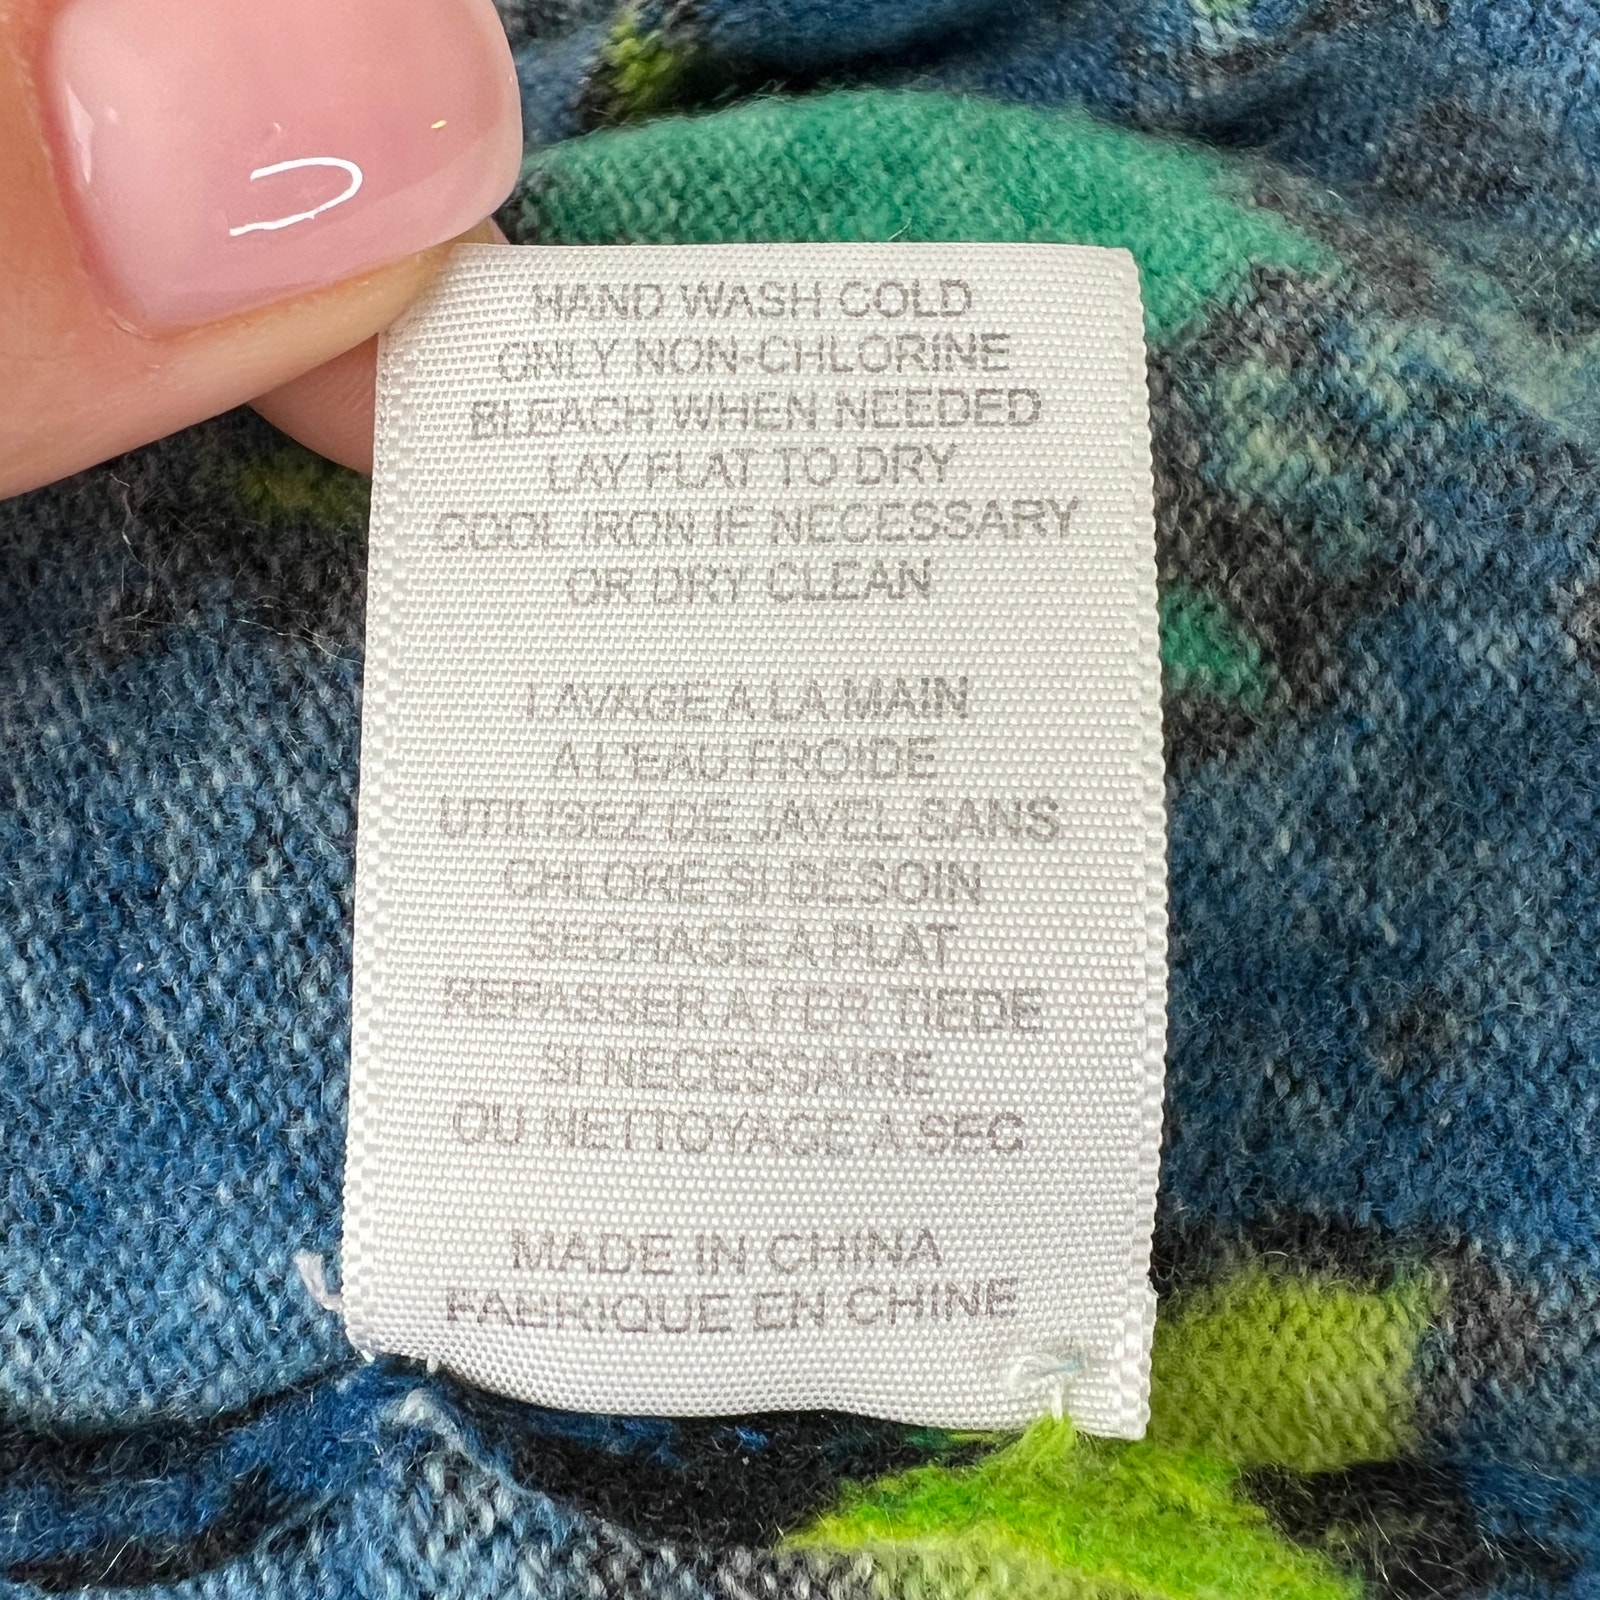 HAND WASH COLD
ONLY NON-CHLORINE
BLEACH WHEN NEEDED
LAY FLAT TO DRY
COOL IRON IF NECESSARY
OR DRY CLEAN
LAVAGE A LA MAIN
A L'EAU FROIDE
UTILISEZ DE JAVEL SANS
CHLORE SI BESOIN
SECHAGE A PLAT
REPASSER A FER TIEDE
SI NECESSAIRE
OU NETTOYAGE A SEC
MADE IN CHINA
FABRIQUE EN CHINE